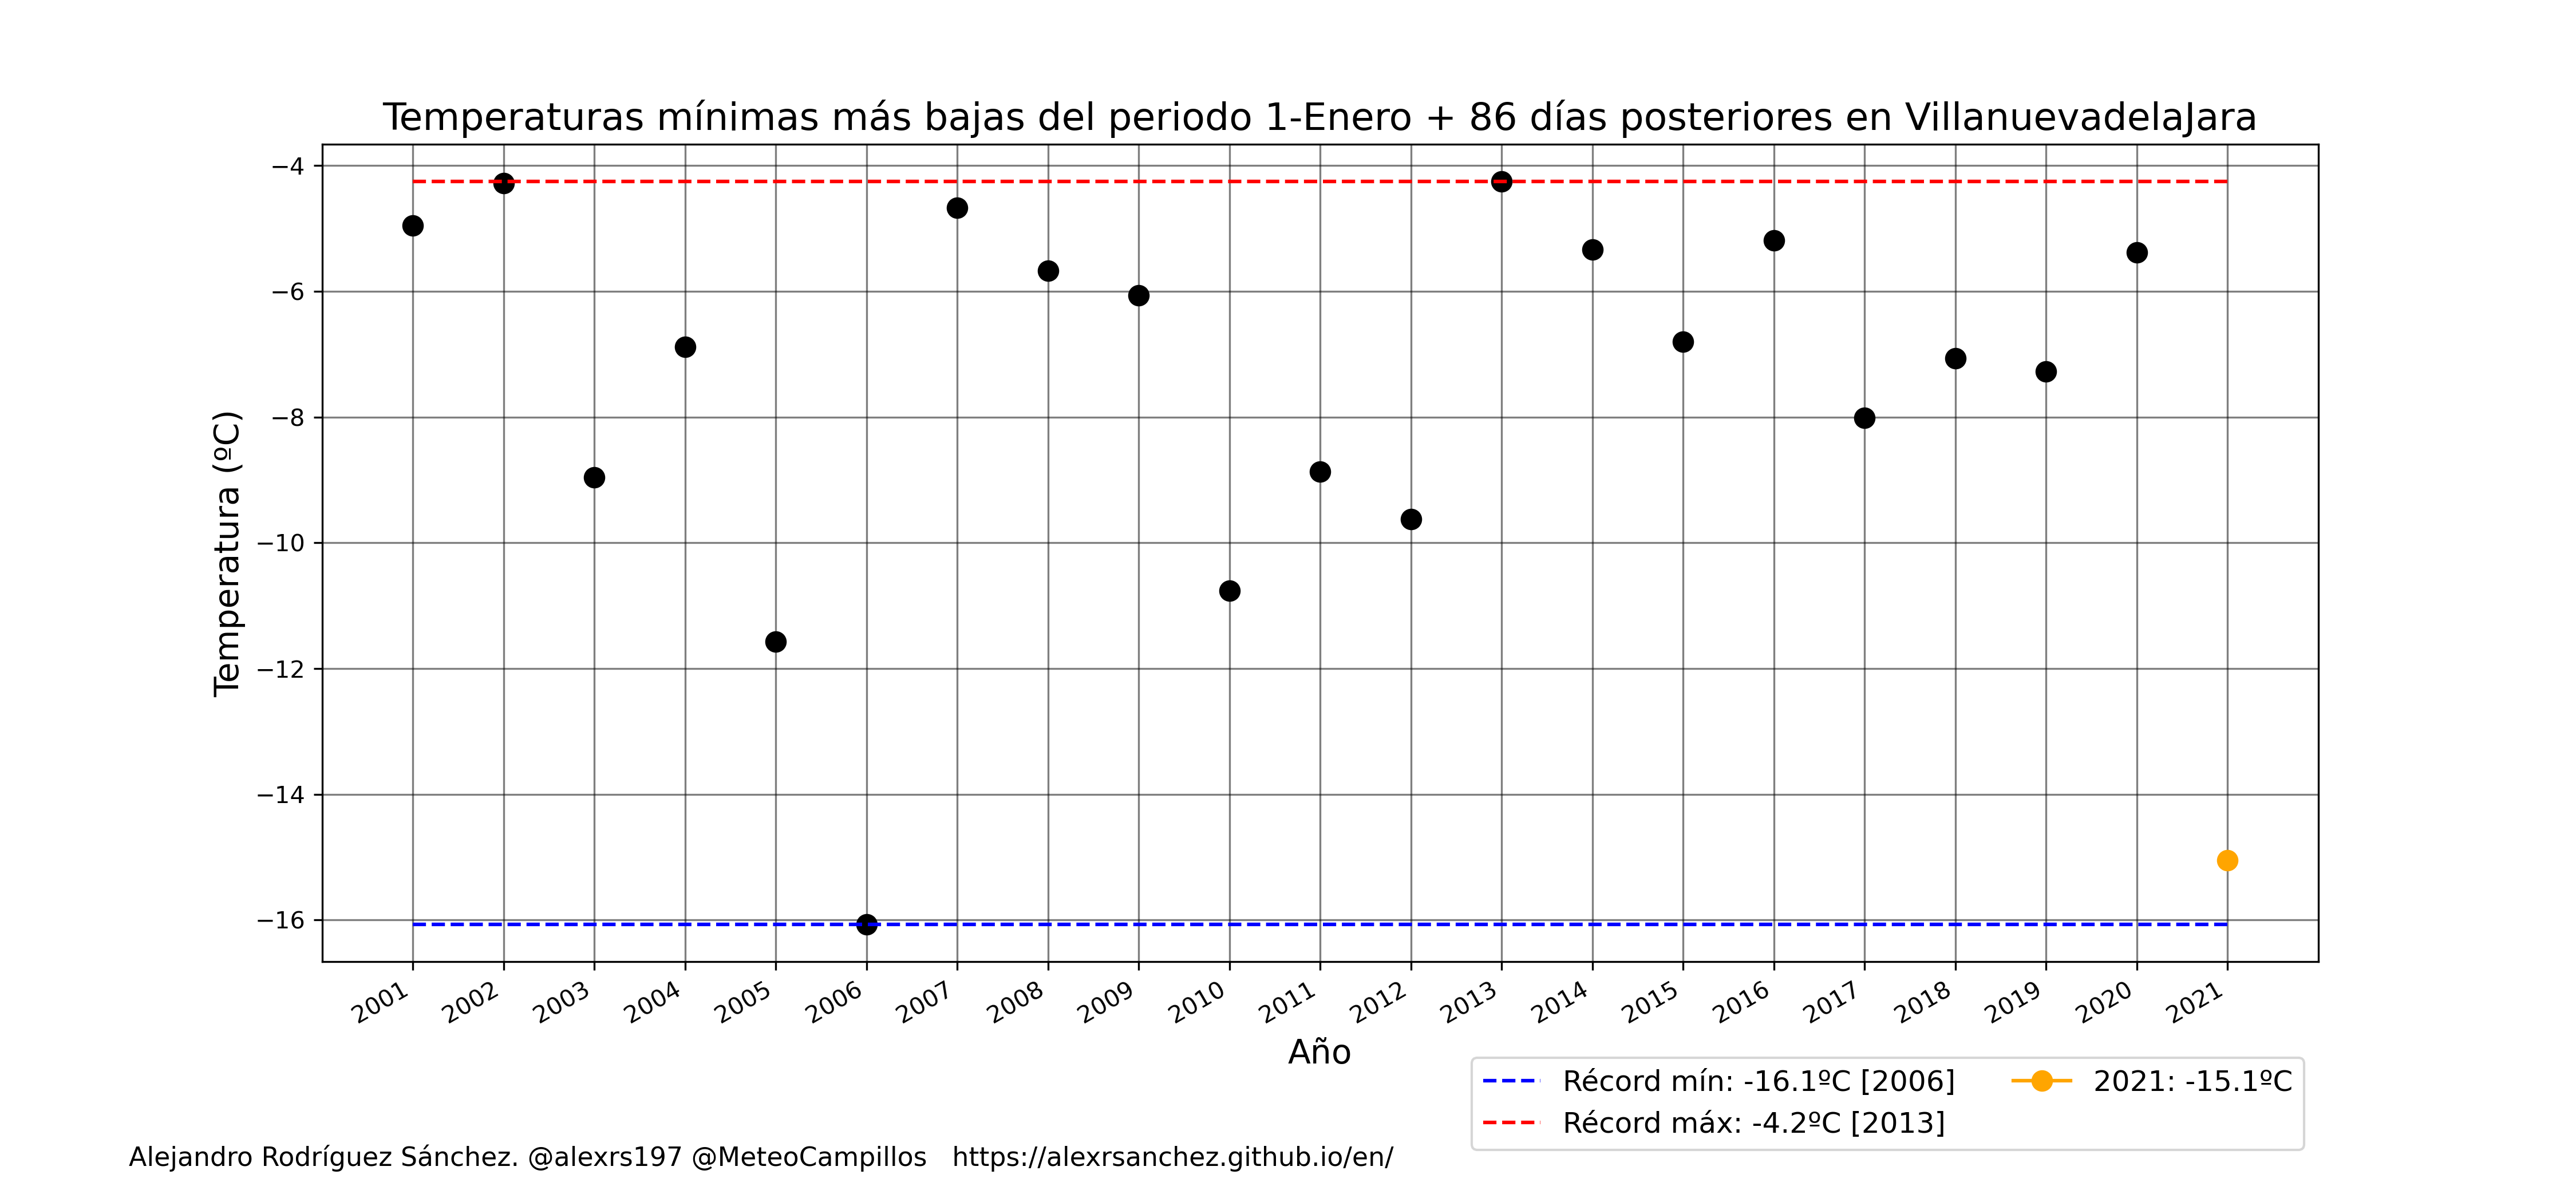 Temperaturas mínimas más bajas del periodo 1-Enero + 86 días posteriores en VillanuevadelaJara
Temperatura (ºC)
−4
−6
−8
−10
−12
−14
−16
2001 2002 2003 2004 2005 2006 2007 2008 2009 2010 2011 2012 2013 2014 2015 2016 2017 2018 2019 2020 2021
Año
Récord mín: -16.1ºC [2006]
Récord máx: -4.2ºC [2013]
2021: -15.1ºC
Alejandro Rodríguez Sánchez. @alexrs197 @MeteoCampillos https://alexrsanchez.github.io/en/